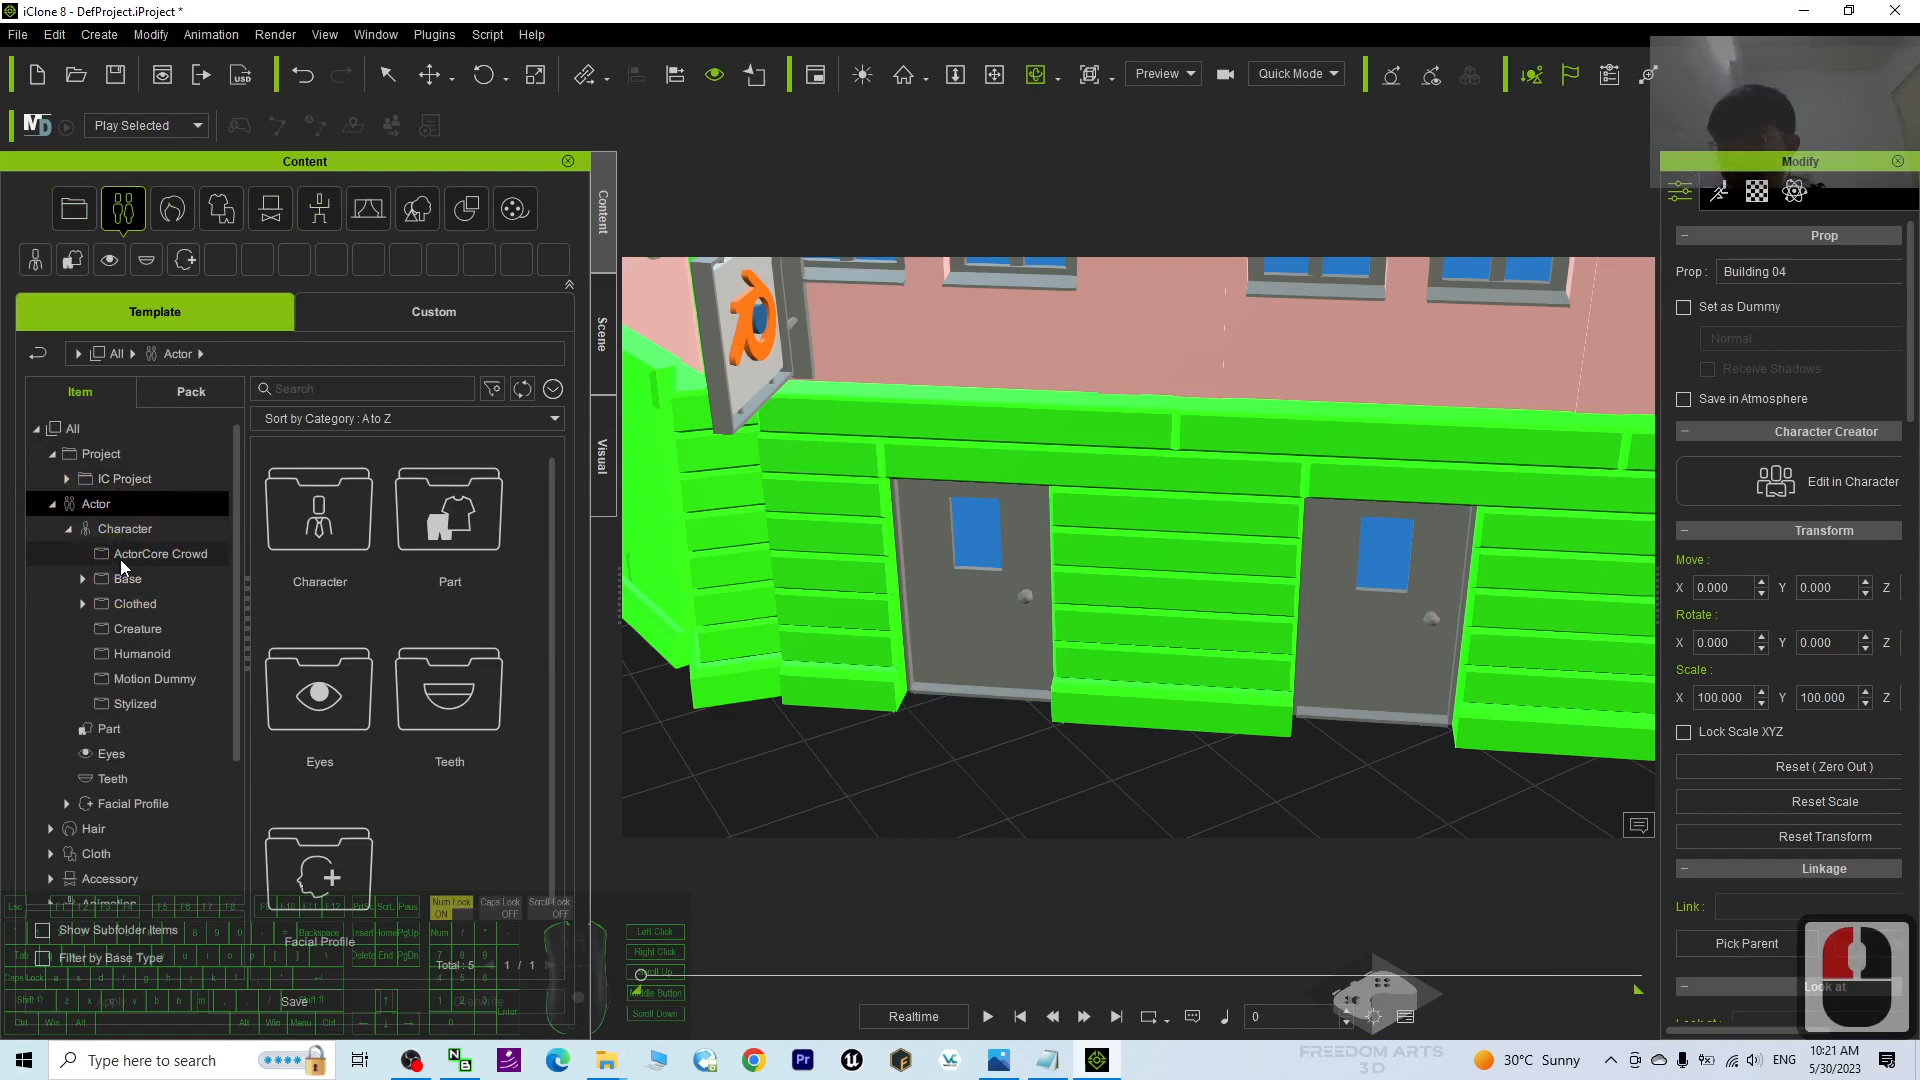 iClone 8 - DefProject.iProject *
File Edit Create Modify Animation Render View Window Plugins Script Help
USD Preview Quick Mode
MD Play Selected
Content
Template Custom
All Actor
Item Pack
Search
Sort by Category : A to Z
All
Project
IC Project
Actor
Character
ActorCore Crowd
Base
Clothed
Creature
Humanoid
Motion Dummy
Stylized
Part
Eyes
Teeth
Facial Profile
Hair
Cloth
Accessory
Animation
Show Subfolder Items
Filter by Base Type
Character Part
Eyes Teeth
Facial Profile
Total : 5 1 / 1
Save
Content
Scene
Visual
Num Lock ON
Caps Lock OFF
Scroll Lock OFF
Left Click
Right Click
Scroll Up
Middle Button
Scroll Down
Realtime 0
Modify
Prop
Prop : Building 04
Set as Dummy
Normal
Receive Shadows
Save in Atmosphere
Character Creator
Edit in Character
Transform
Move :
X 0.000 Y 0.000 Z
Rotate :
X 0.000 Y 0.000 Z
Scale :
X 100.000 Y 100.000 Z
Lock Scale XYZ
Reset ( Zero Out )
Reset Scale
Reset Transform
Linkage
Link :
Pick Parent
Look at
FREEDOM ARTS
3D
Type here to search
30°C Sunny
ENG
10:21 AM
5/30/2023